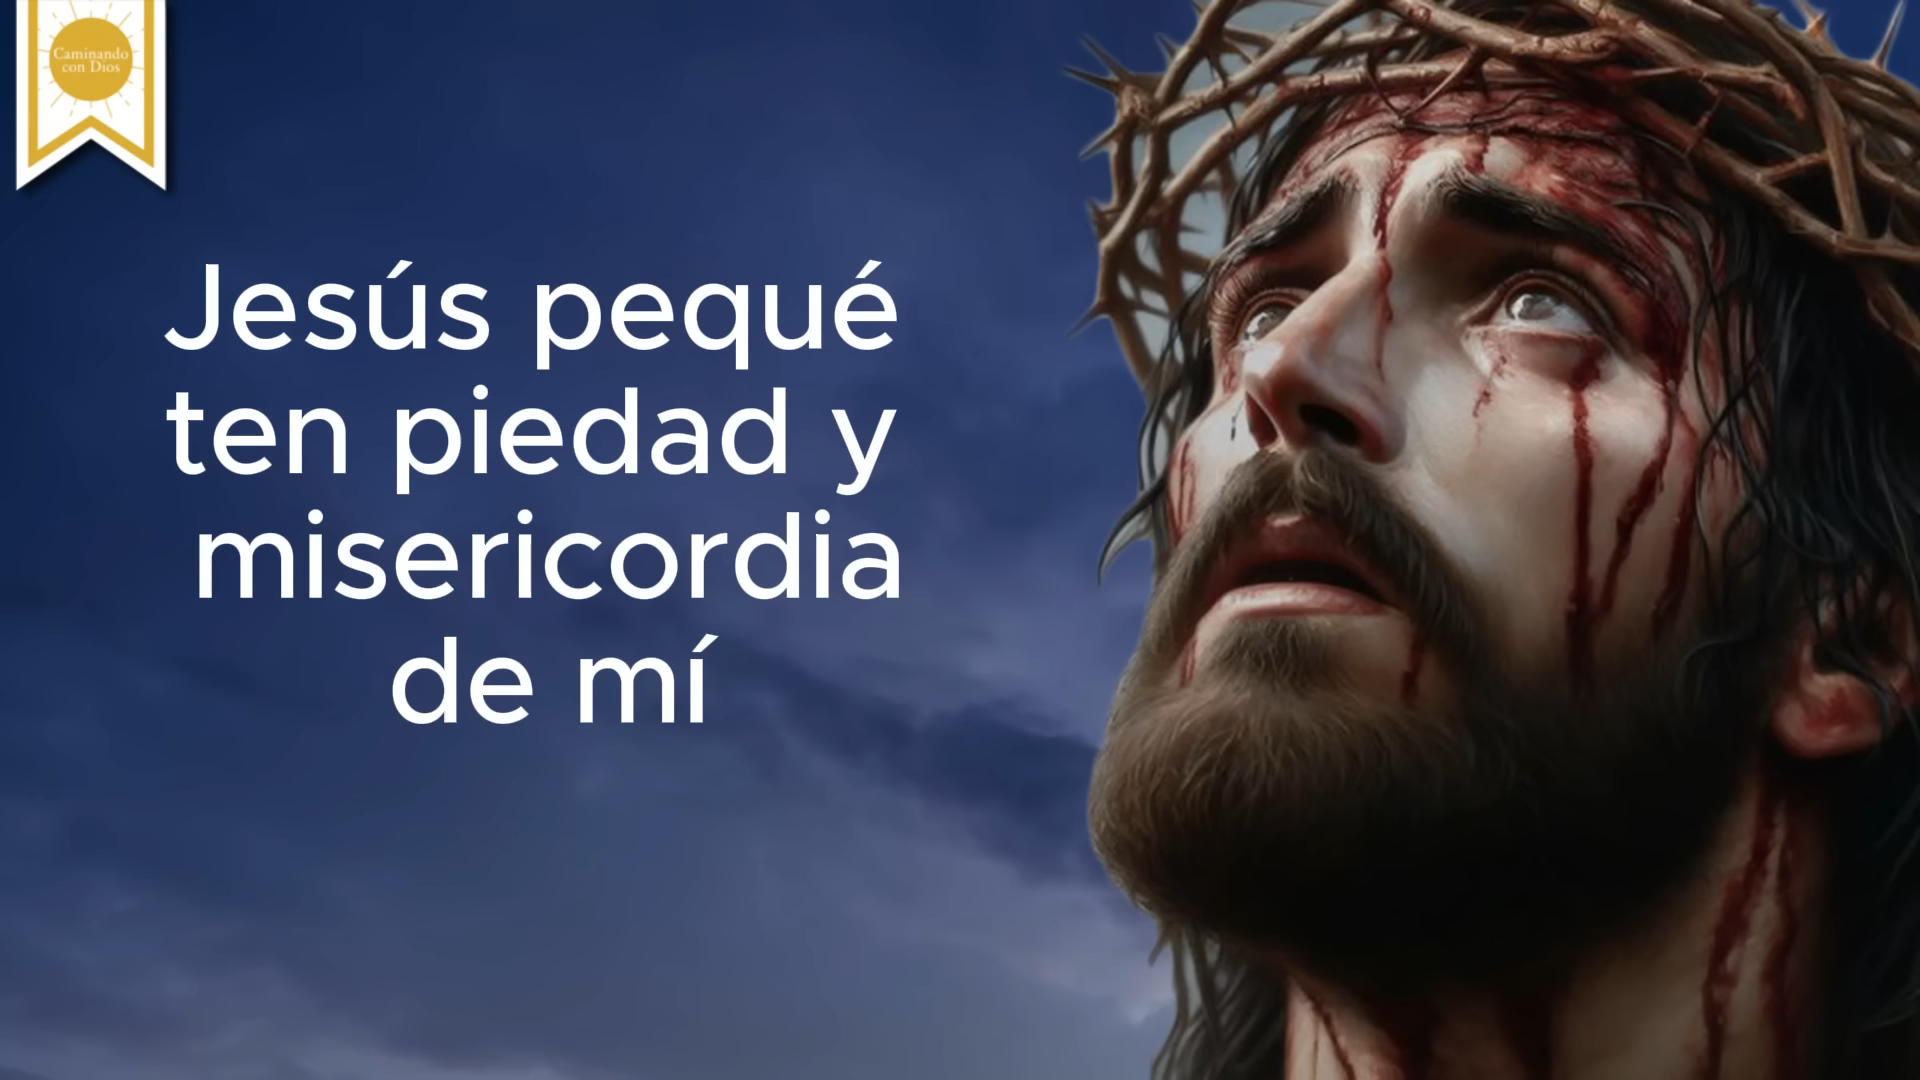 Caminando
con Dios
Jesús pequé
ten piedad y
misericordia
de mí